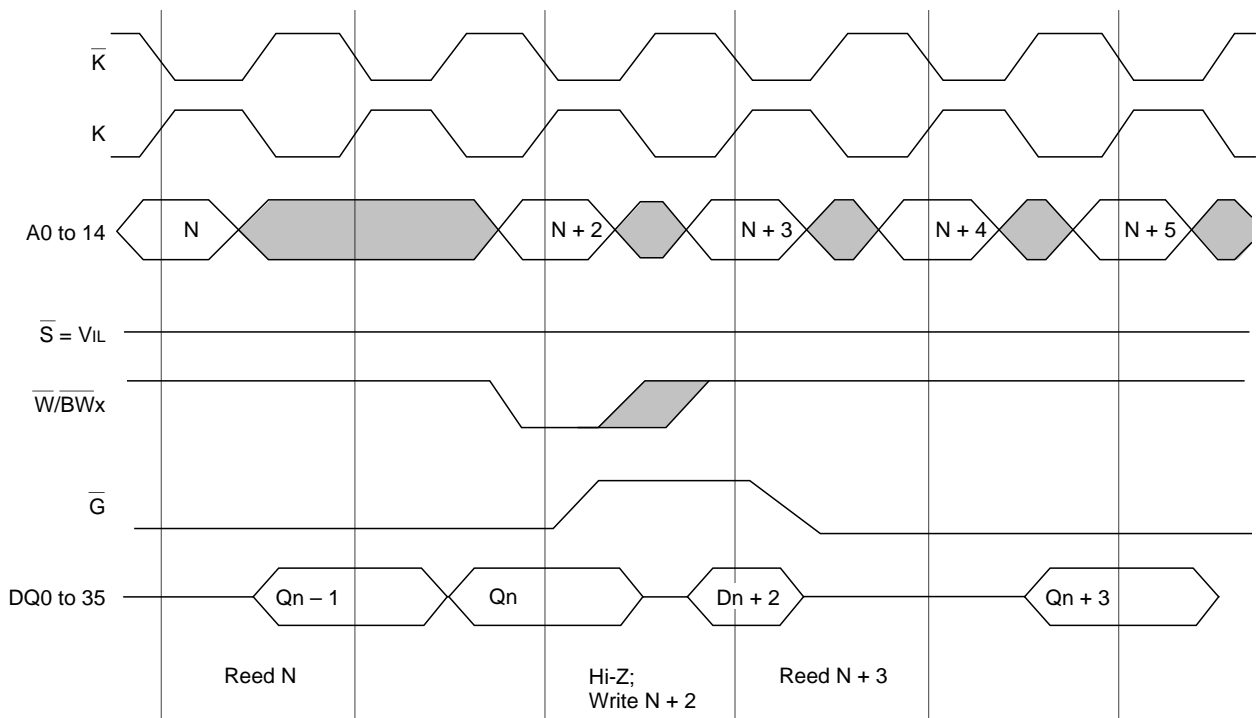 K̅
K
A0 to 14
N
N + 2
N + 3
N + 4
N + 5
S̅ = VIL
W̅/B̅W̅x
G̅
DQ0 to 35
Qn – 1
Qn
Dn + 2
Qn + 3
Reed N
Hi-Z;
Write N + 2
Reed N + 3